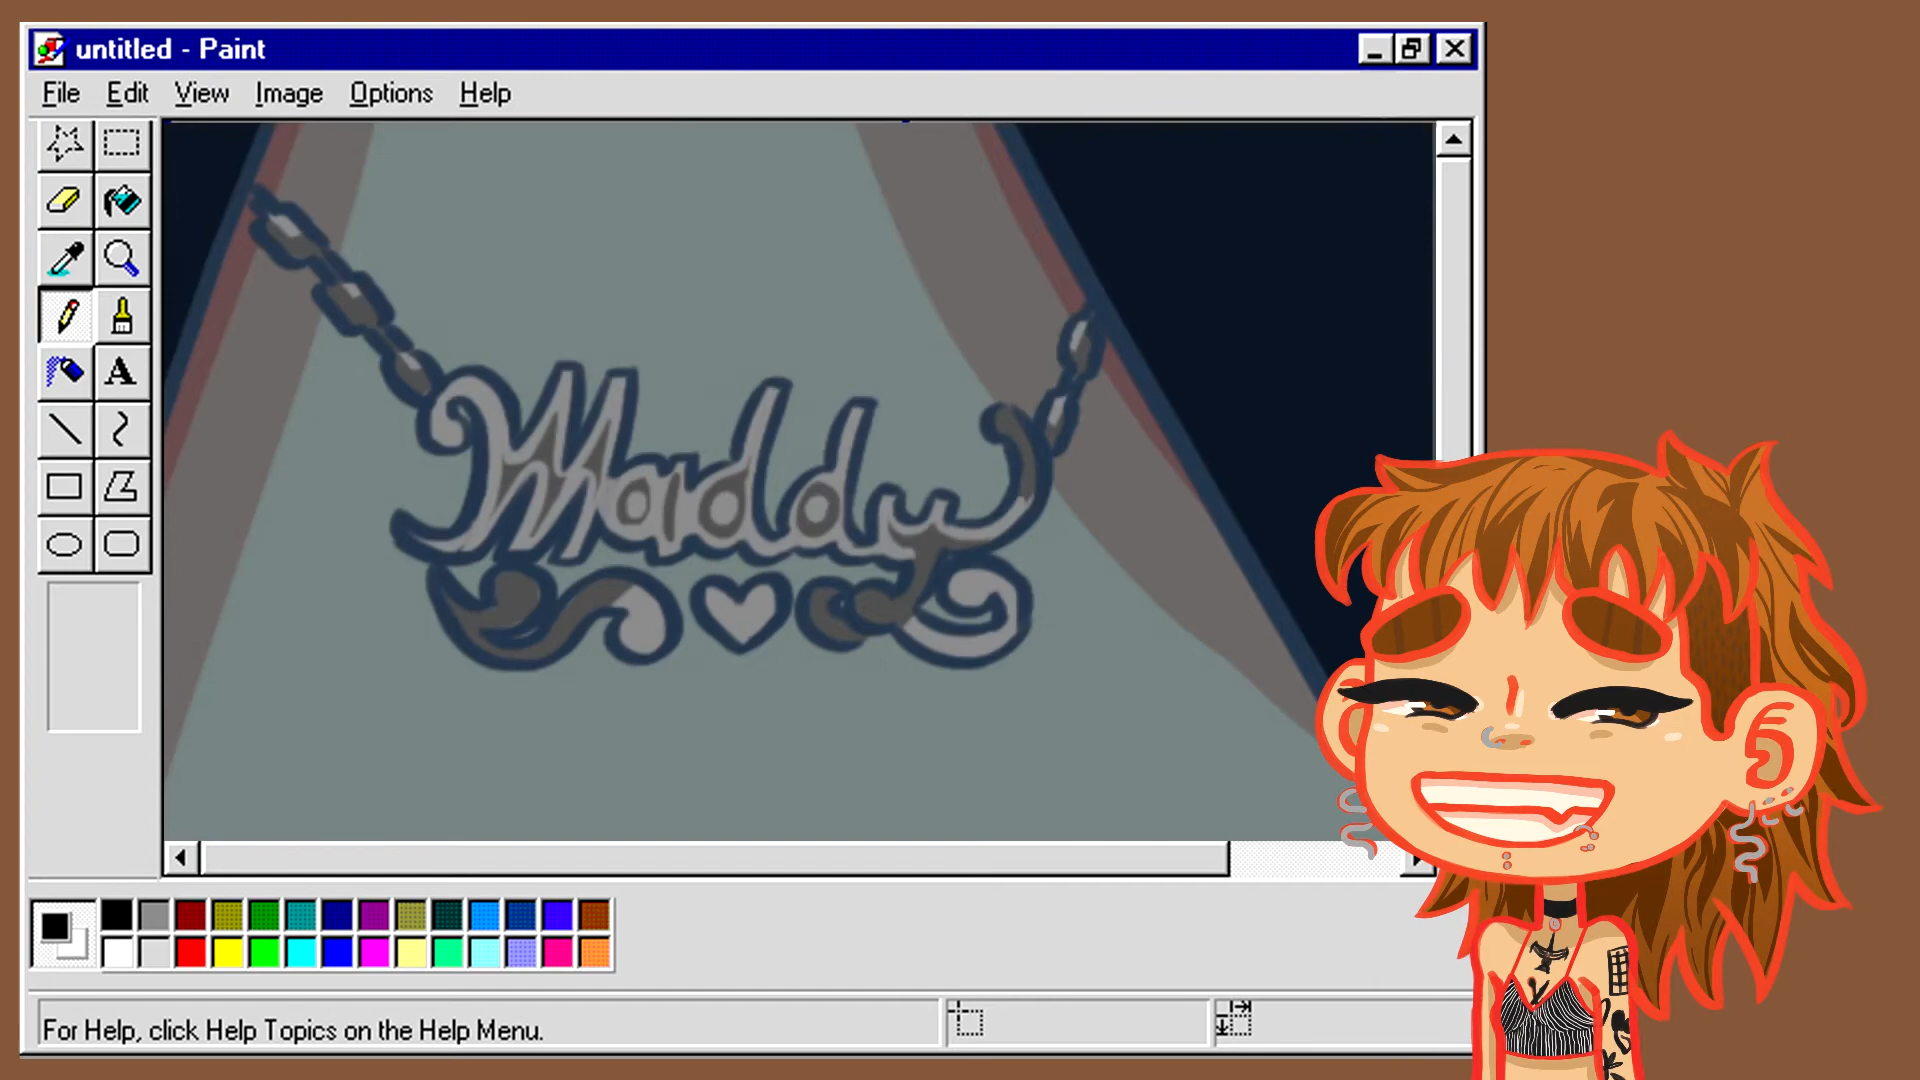 untitled - Paint
File Edit View Image Options Help
A
Maddy
For Help, click Help Topics on the Help Menu.